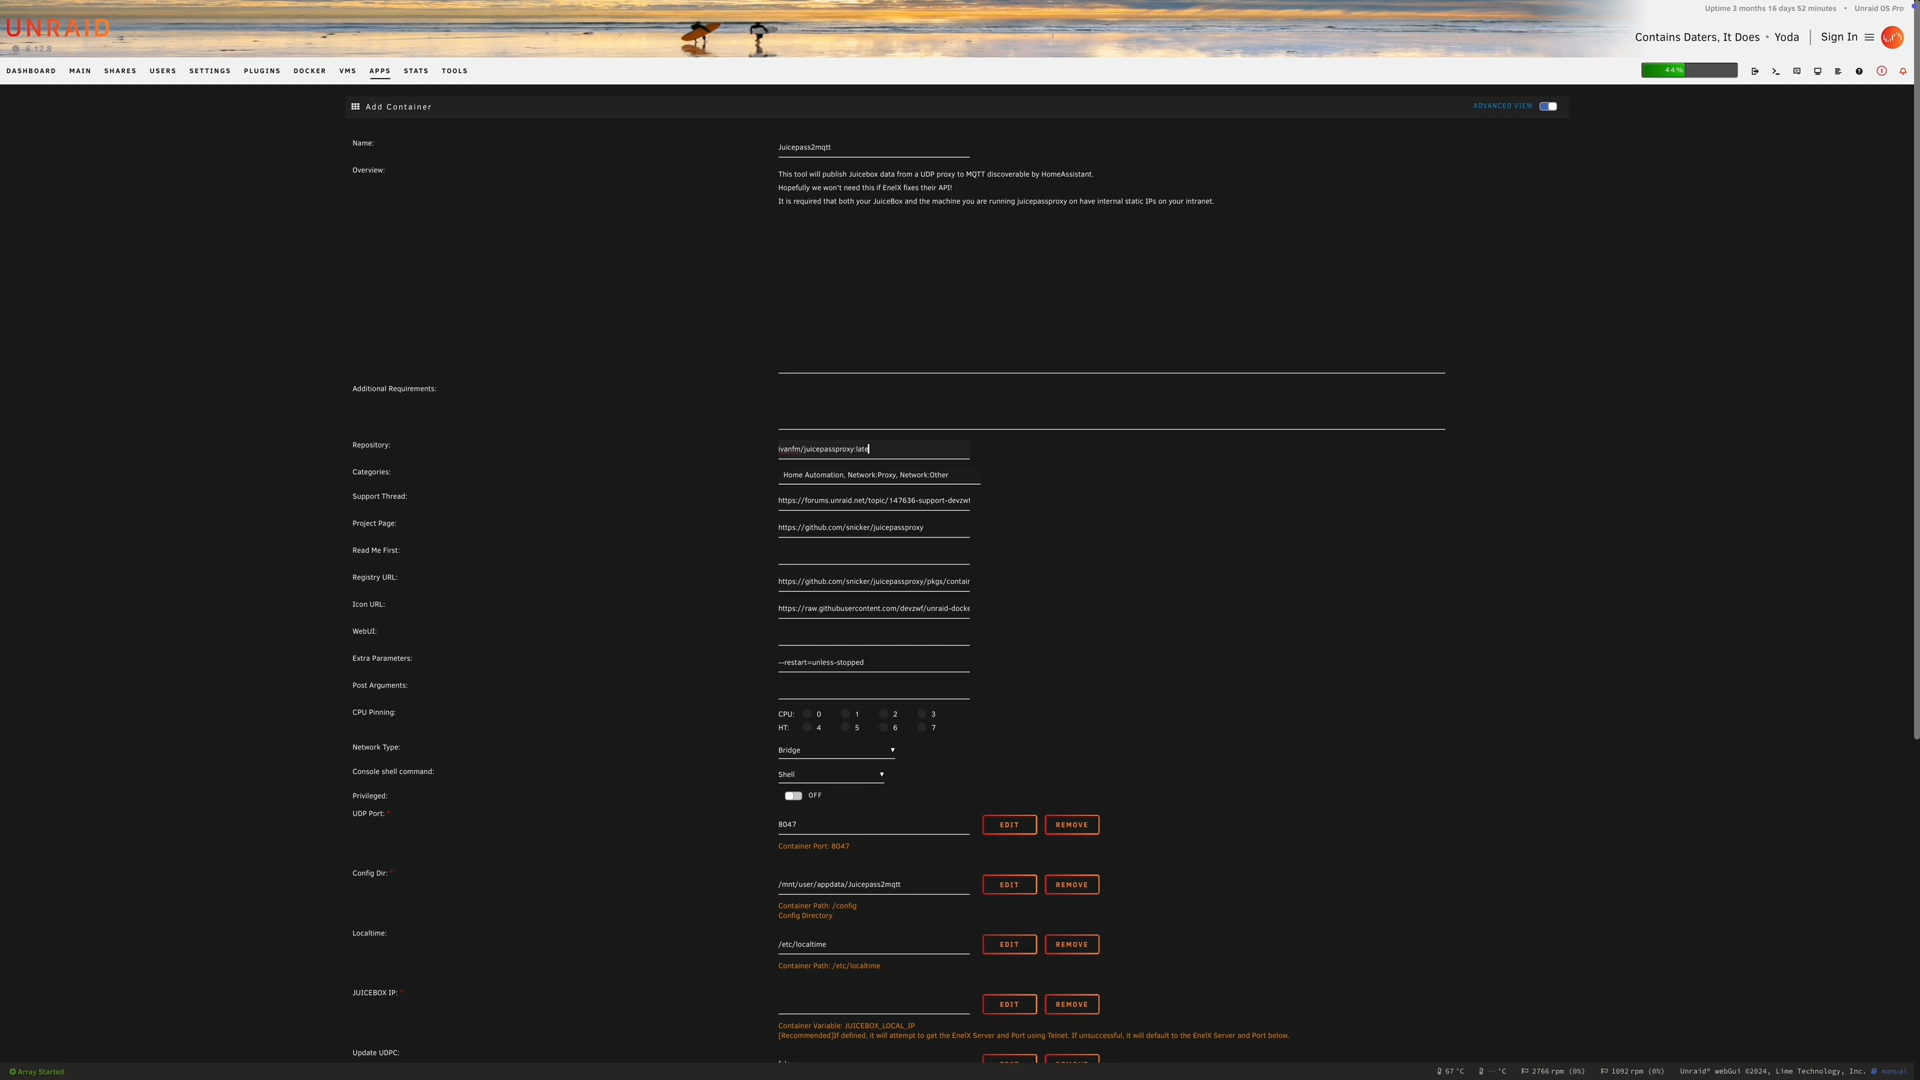 UNRAID
6.12.8
Uptime 3 months 16 days 52 minutes • Unraid OS Pro
Contains Daters, It Does • Yoda
Sign In
DASHBOARD MAIN SHARES USERS SETTINGS PLUGINS DOCKER VMS APPS STATS TOOLS
44%
Add Container
ADVANCED VIEW
Name:
Juicepass2mqtt
Overview:
This tool will publish Juicebox data from a UDP proxy to MQTT discoverable by HomeAssistant.
Hopefully we won't need this if EnelX fixes their API!
It is required that both your JuiceBox and the machine you are running juicepassproxy on have internal static IPs on your intranet.
Additional Requirements:
Repository:
ivanfm/juicepassproxy:late
Categories:
Home Automation, Network:Proxy, Network:Other
Support Thread:
https://forums.unraid.net/topic/147636-support-devzwf
Project Page:
https://github.com/snicker/juicepassproxy
Read Me First:
Registry URL:
https://github.com/snicker/juicepassproxy/pkgs/contain
Icon URL:
https://raw.githubusercontent.com/devzwf/unraid-docke
WebUI:
Extra Parameters:
--restart=unless-stopped
Post Arguments:
CPU Pinning:
CPU: 0 1 2 3
HT: 4 5 6 7
Network Type:
Bridge
Console shell command:
Shell
Privileged:
OFF
UDP Port: *
8047
EDIT
REMOVE
Container Port: 8047
Config Dir: *
/mnt/user/appdata/Juicepass2mqtt
EDIT
REMOVE
Container Path: /config
Config Directory
Localtime:
/etc/localtime
EDIT
REMOVE
Container Path: /etc/localtime
JUICEBOX IP: *
EDIT
REMOVE
Container Variable: JUICEBOX_LOCAL_IP
[Recommended]If defined, it will attempt to get the EnelX Server and Port using Telnet. If unsuccessful, it will default to the EnelX Server and Port below.
Update UDPC:
Array Started
67 °C
··· °C
2766 rpm (0%)
1092 rpm (0%)
Unraid® webGui ©2024, Lime Technology, Inc.
manual